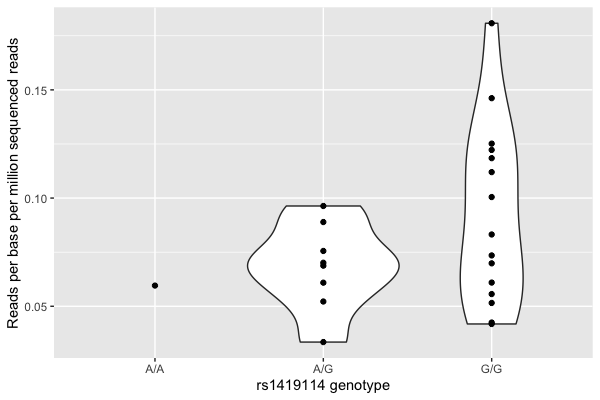 Reads per base per million sequenced reads
0.15
0.10
0.05
A/A A/G G/G
rs1419114 genotype